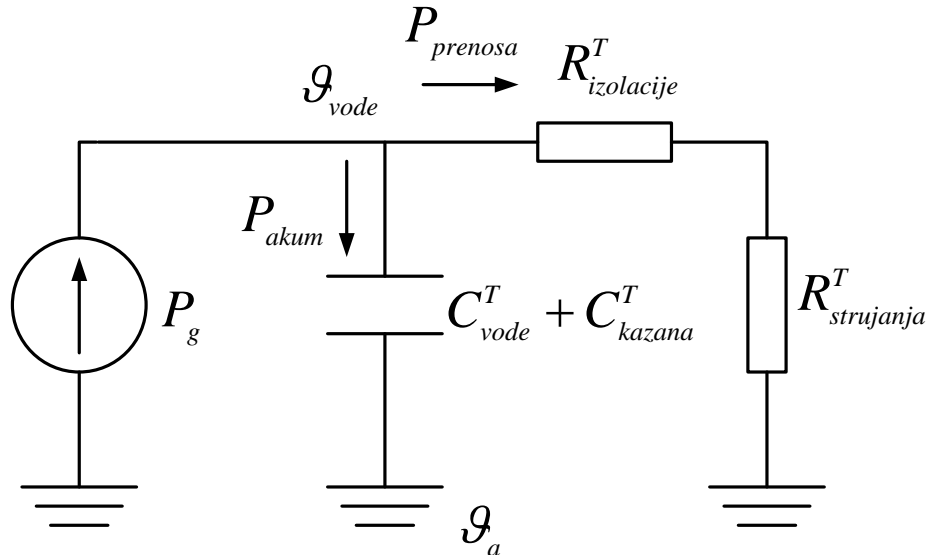 P_prenosa
R^T_izolacije
ϑ_vode
P_akum
P_g
C^T_vode + C^T_kazana
R^T_strujanja
ϑ_a